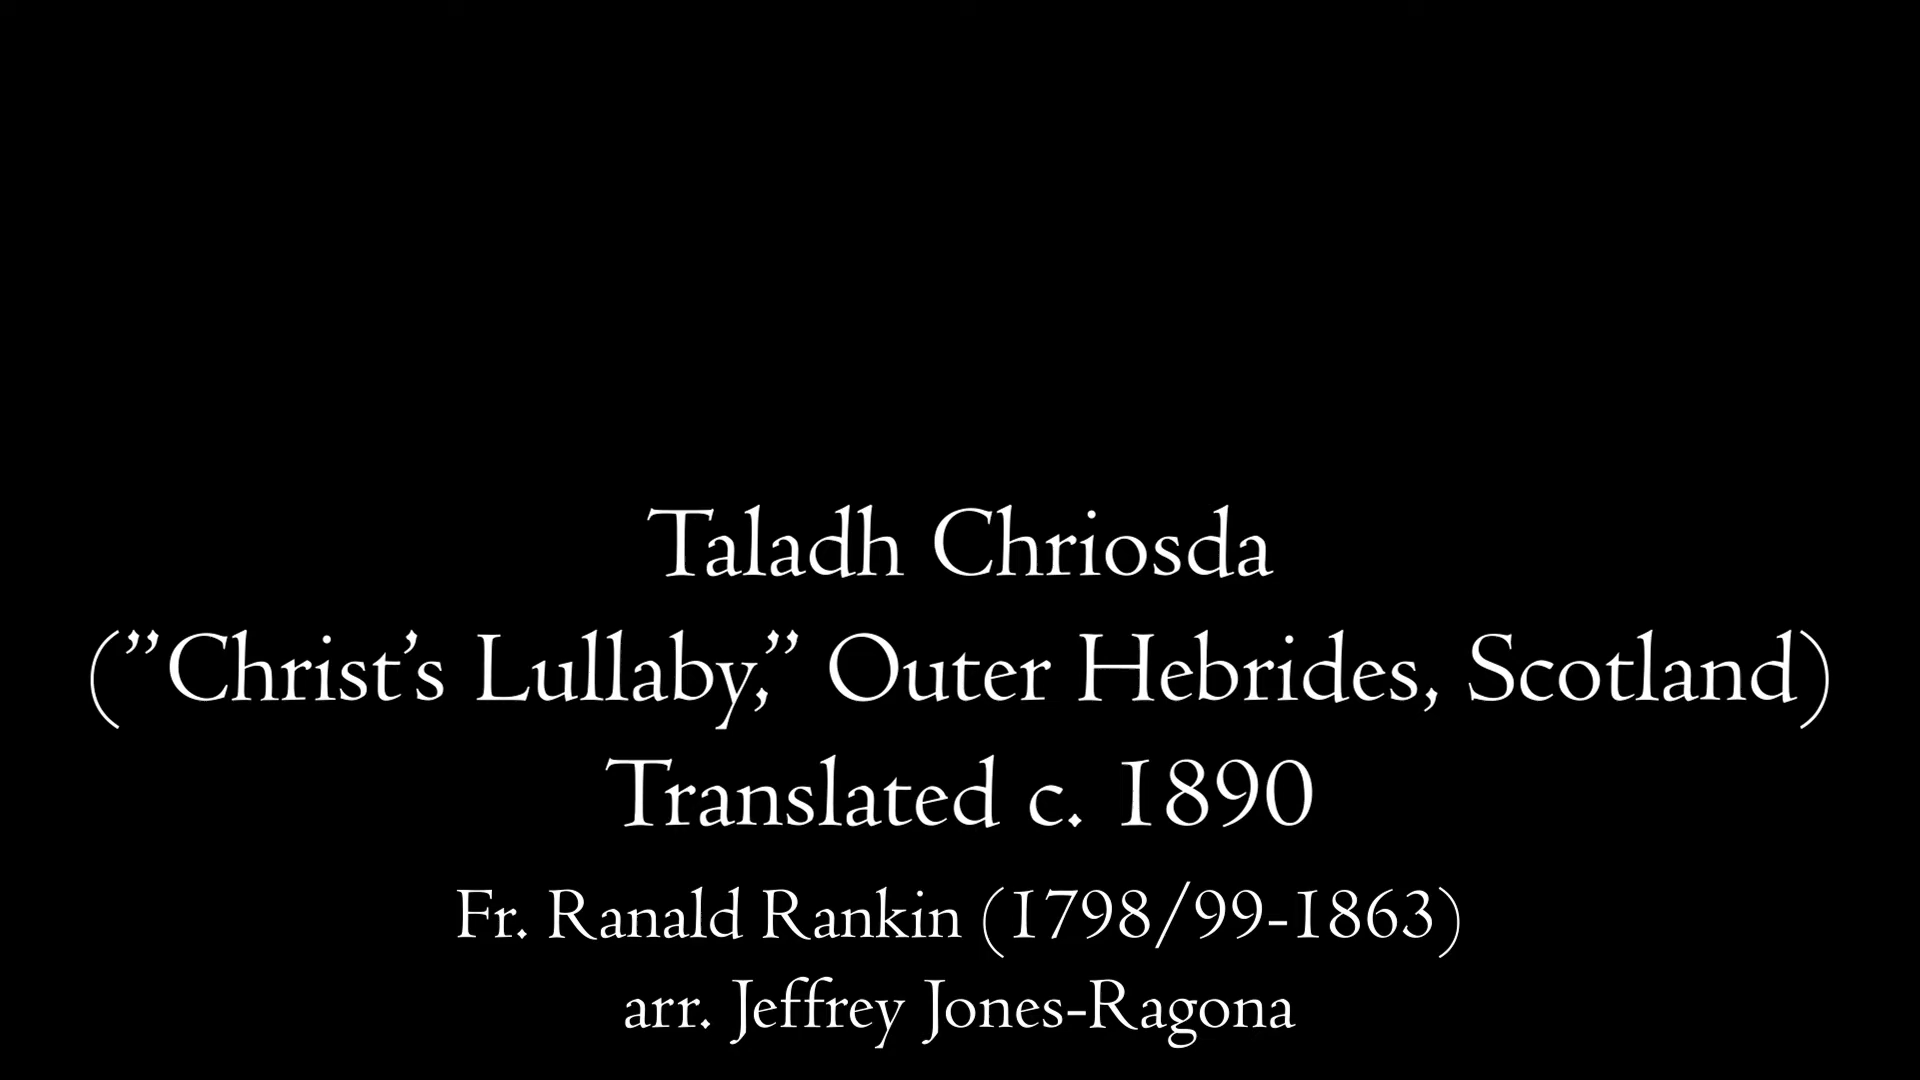 Taladh Chriosda
(”Christ’s Lullaby,” Outer Hebrides, Scotland)
Translated c. 1890
Fr. Ranald Rankin (1798/99-1863)
arr. Jeffrey Jones-Ragona